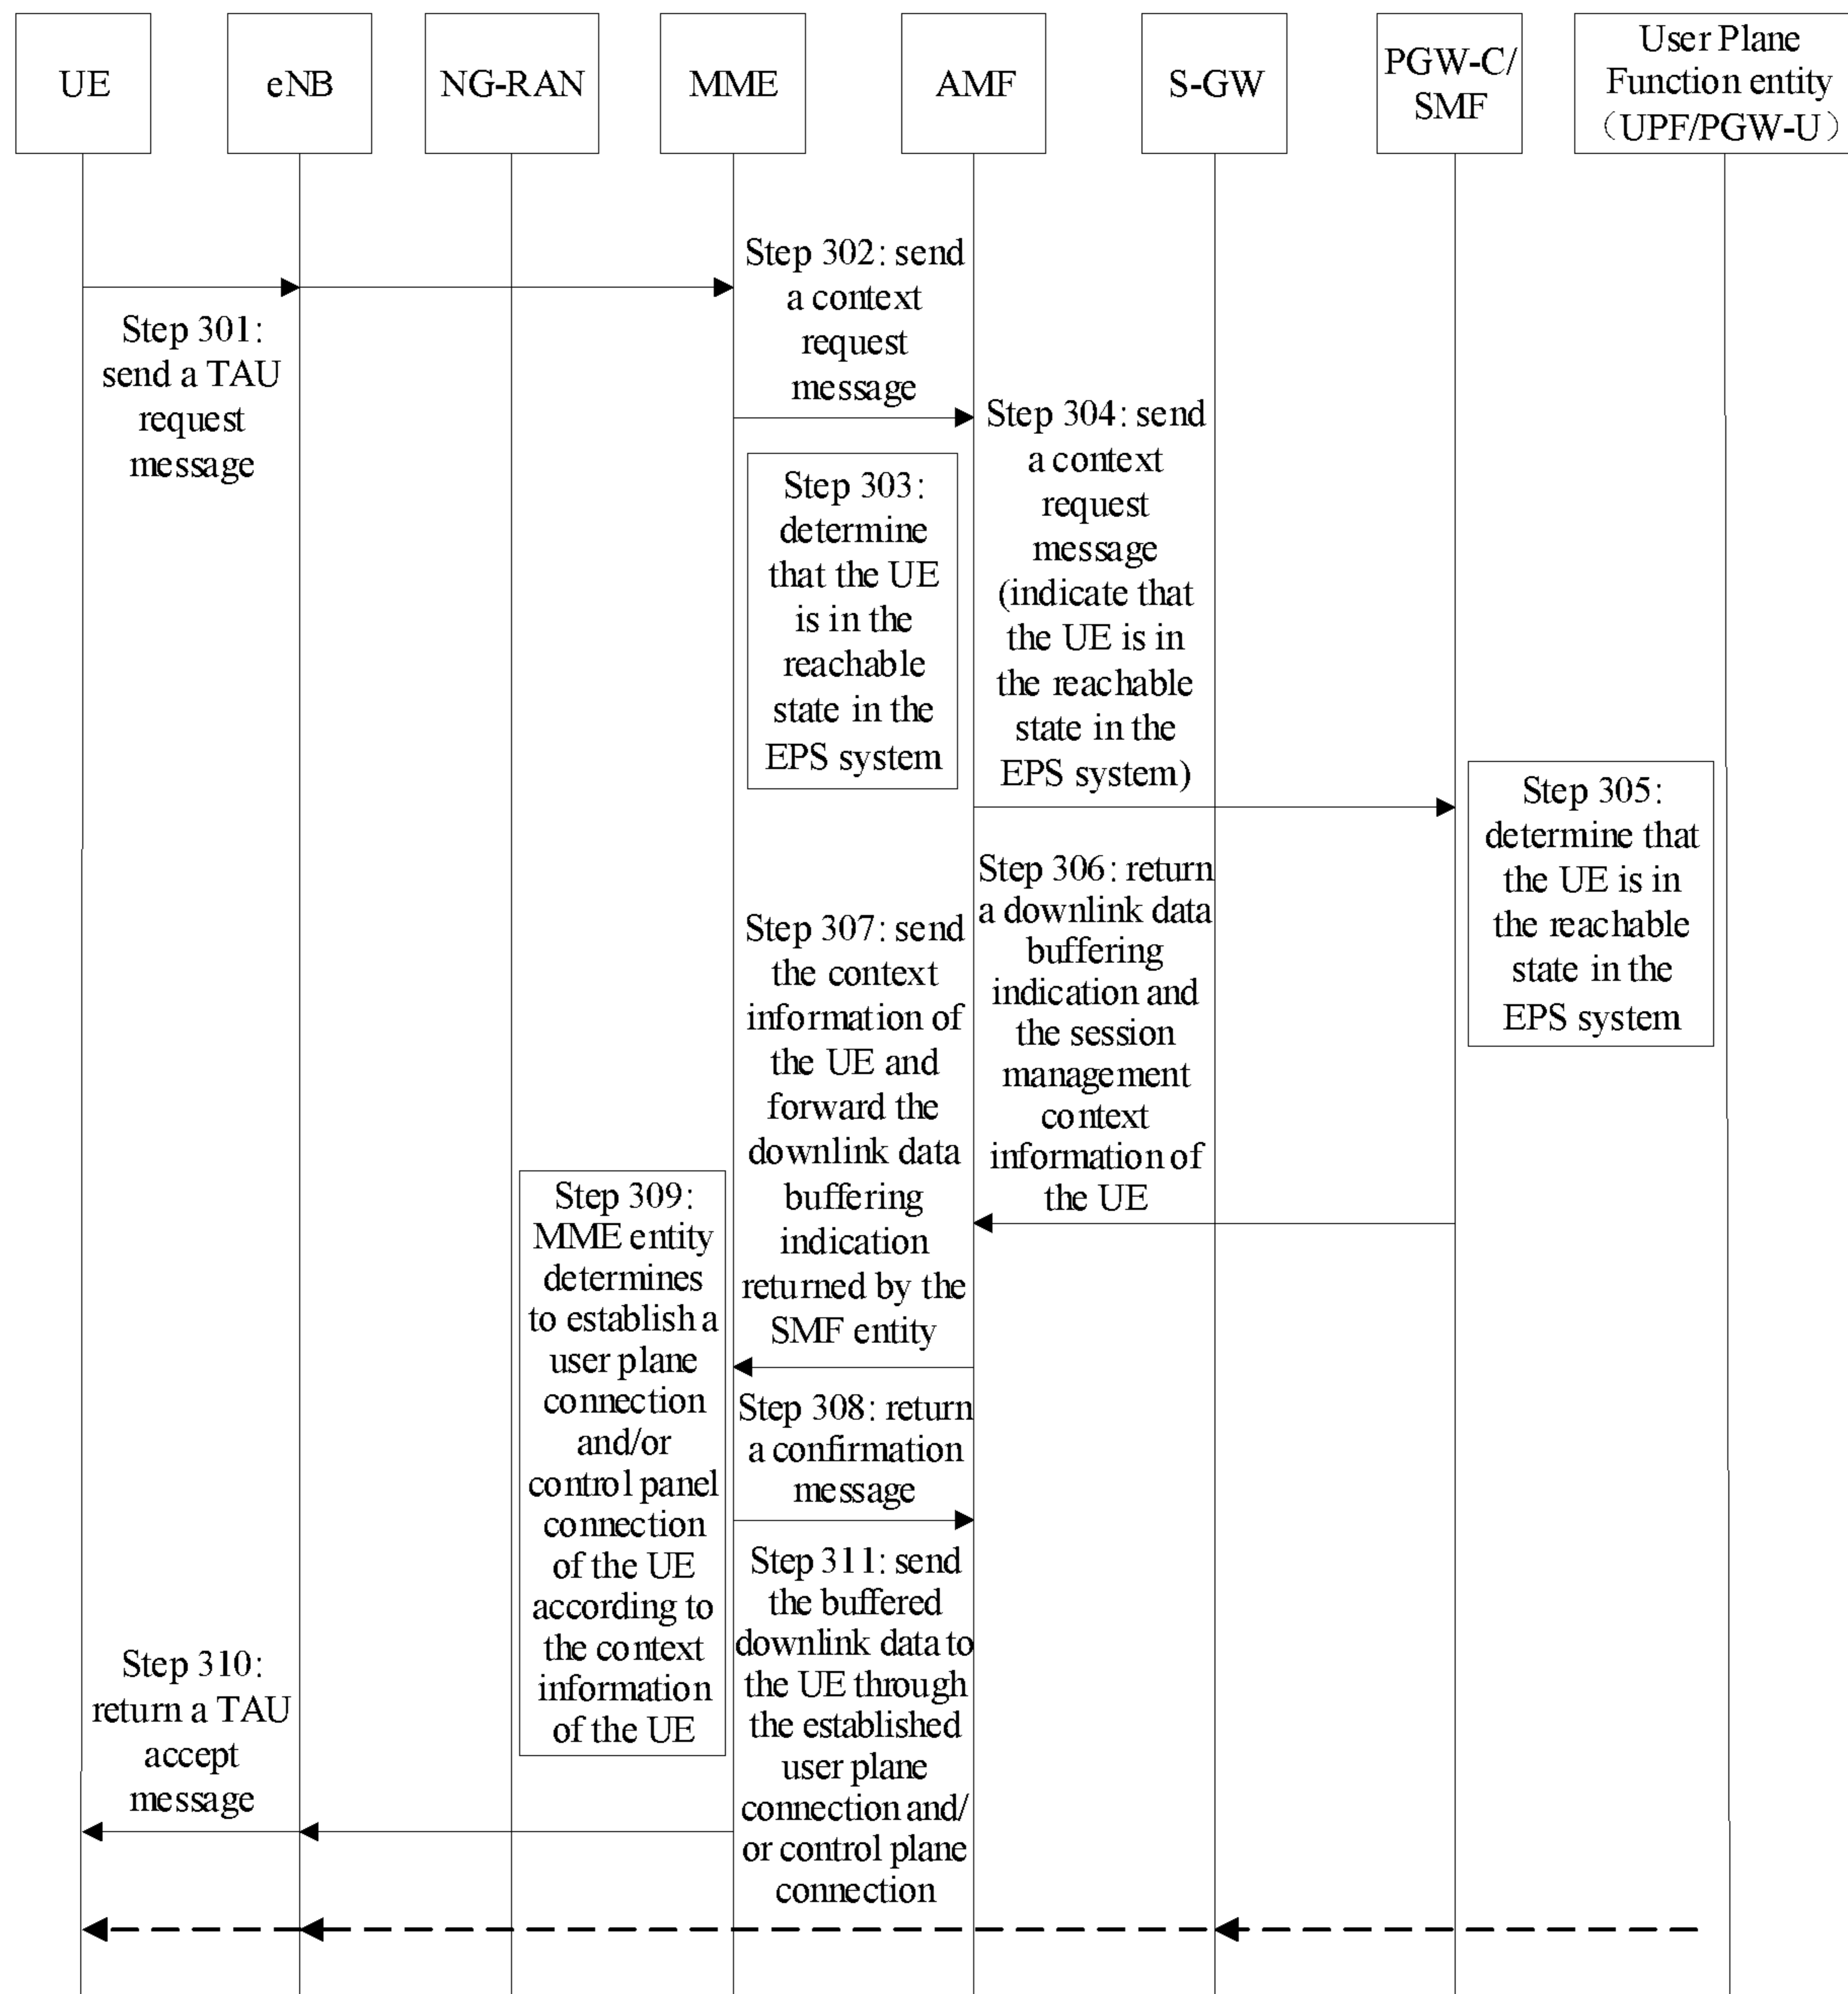 UE
eNB
NG-RAN
MME
AMF
S-GW
PGW-C/
SMF
User Plane
Function entity
（UPF/PGW-U）
Step 301:
send a TAU
request
message
Step 302: send
a context
request
message
Step 303:
determine
that the UE
is in the
reachable
state in the
EPS system
Step 304: send
a context
request
message
(indicate that
the UE is in
the reachable
state in the
EPS system)
Step 305:
determine that
the UE is in
the reachable
state in the
EPS system
Step 306: return
a downlink data
buffering
indication and
the session
management
context
information of
the UE
Step 307: send
the context
information of
the UE and
forward the
downlink data
buffering
indication
returned by the
SMF entity
Step 308: return
a confirmation
message
Step 309:
MME entity
determines
to establish a
user plane
connection
and/or
control panel
connection
of the UE
according to
the context
information
of the UE
Step 310:
return a TAU
accept
message
Step 311: send
the buffered
downlink data to
the UE through
the established
user plane
connection and/
or control plane
connection